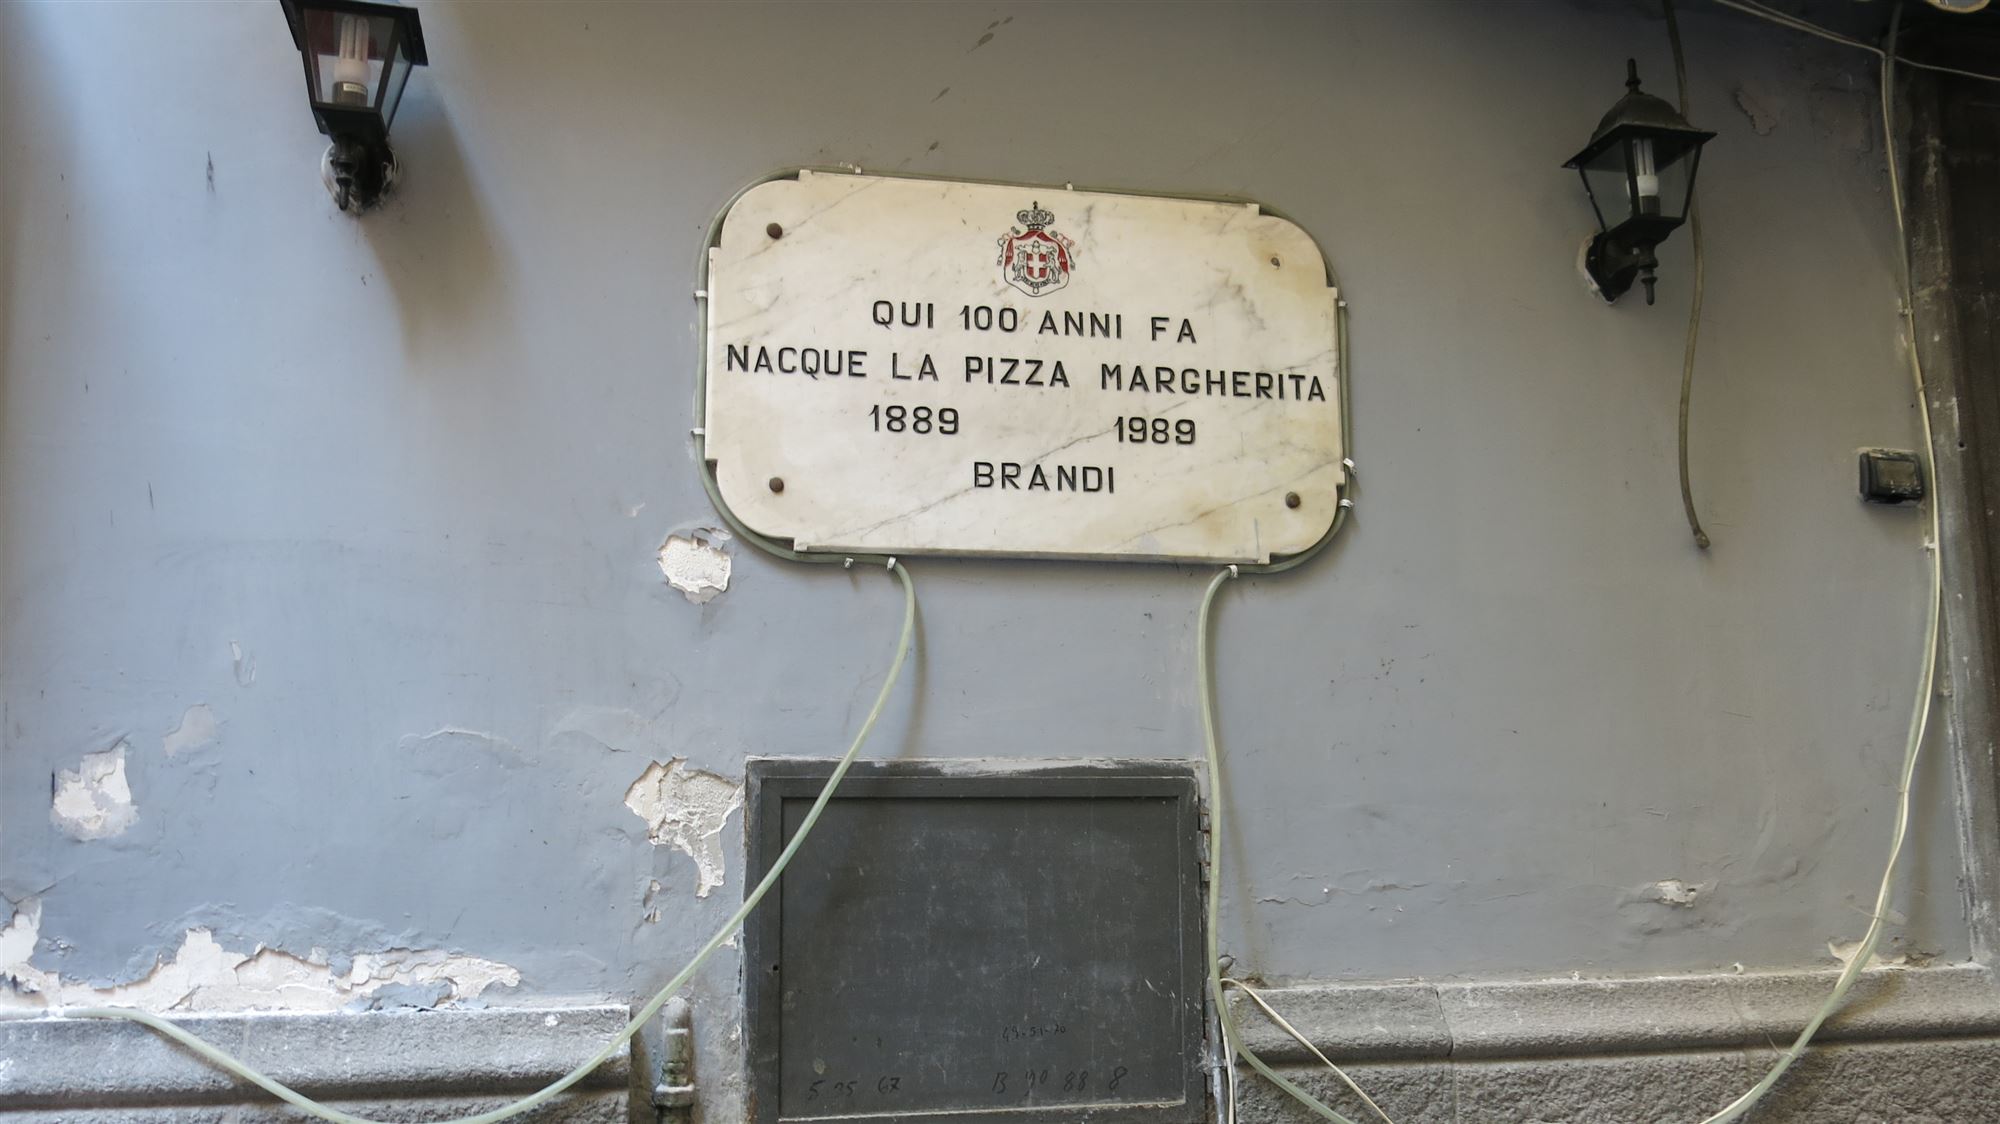 QUI 100 ANNI FA
NACQUE LA PIZZA MARGHERITA
1889 1989
BRANDI